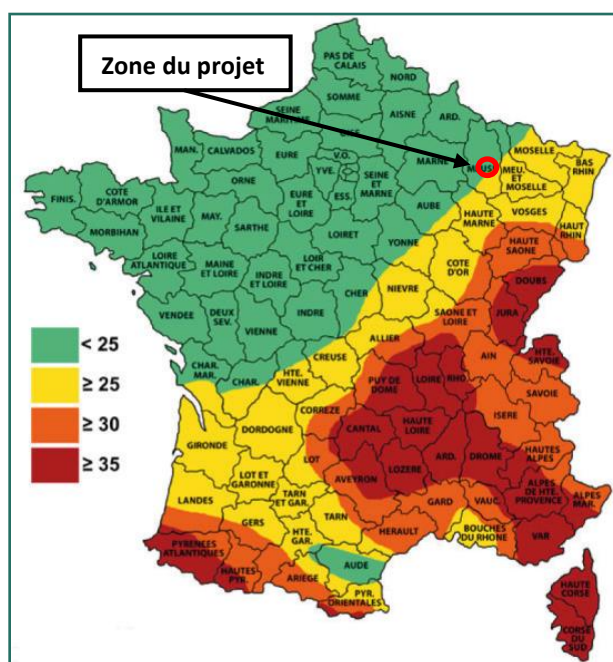 Zone du projet
PAS DE
CALAIS
NORD
SOMME
SEINE
MARITIME
AISNE
ARD.
OISE
MAN.
CALVADOS
EURE
V.O.
YVE.
ESS.
SEINE
ET
MARNE
MARNE
MEUSE
MOSELLE
MEU.
ET
MOSELLE
BAS
RHIN
FINIS.
COTE
D'ARMOR
ILE ET
VILAINE
MAY.
ORNE
EURE
ET
LOIRE
AUBE
HAUTE
MARNE
VOSGES
HAUT
RHIN
MORBIHAN
SARTHE
LOIRET
YONNE
HAUTE
SAONE
LOIRE
ATLANTIQUE
MAINE
ET LOIRE
INDRE
ET LOIRE
LOIR
ET CHER
CHER
NIEVRE
COTE
D'OR
DOUBS
JURA
VENDEE
DEUX
SEV.
VIENNE
INDRE
ALLIER
SAONE ET
LOIRE
< 25
≥ 25
≥ 30
≥ 35
CHAR.
MAR.
CHAR.
HTE.
VIENNE
CREUSE
PUY DE
DOME
LOIRE
RHO.
AIN
HTE.
SAVOIE
SAVOIE
CORREZE
CANTAL
HAUTE
LOIRE
ISERE
GIRONDE
DORDOGNE
LOT
AVEYRON
LOZERE
ARD.
DROME
HAUTES
ALPES
LANDES
LOT ET
GARONNE
TARN
ET GAR.
TARN
GARD
VAUC.
ALPES
DE HTE.
PROVENCE
ALPES
MAR.
GERS
HTE.
GAR.
HERAULT
BOUCHES
DU RHONE
VAR
PYRENEES
ATLANTIQUES
HAUTES
PYR.
ARIEGE
AUDE
PYR.
ORIENTALES
HAUTE
CORSE
CORSE
DU
SUD